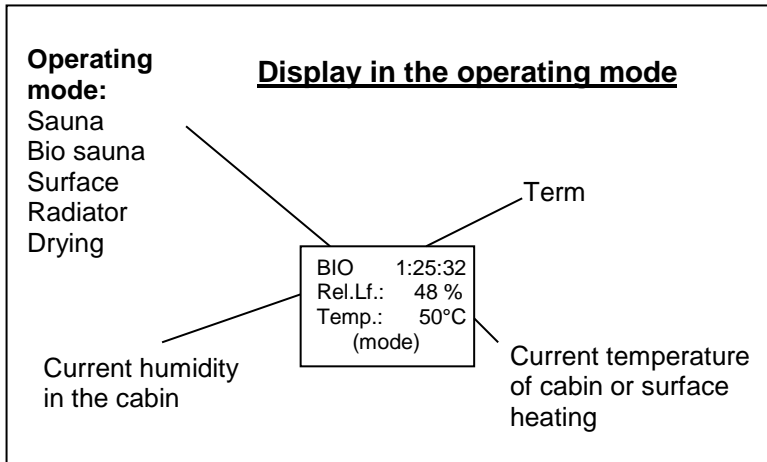 Operating
mode:
Sauna
Bio sauna
Surface
Radiator
Drying
Display in the operating mode
Term
BIO 1:25:32
Rel.Lf.: 48 %
Temp.: 50°C
(mode)
Current humidity
in the cabin
Current temperature
of cabin or surface
heating